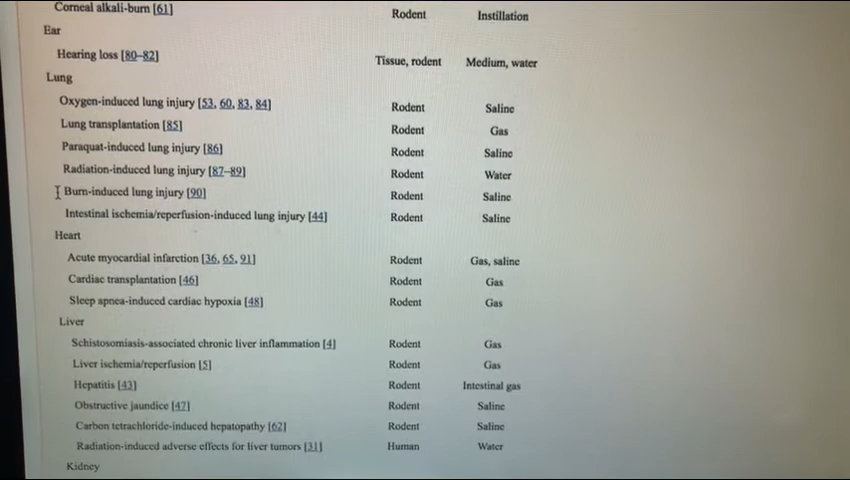 Corneal alkali-burn [61] Rodent Instillation
Ear
Hearing loss [80–82] Tissue, rodent Medium, water
Lung
Oxygen-induced lung injury [53, 60, 83, 84] Rodent Saline
Lung transplantation [85] Rodent Gas
Paraquat-induced lung injury [86] Rodent Saline
Radiation-induced lung injury [87–89] Rodent Water
Burn-induced lung injury [90] Rodent Saline
Intestinal ischemia/reperfusion-induced lung injury [44] Rodent Saline
Heart
Acute myocardial infarction [36, 65, 91] Rodent Gas, saline
Cardiac transplantation [46] Rodent Gas
Sleep apnea-induced cardiac hypoxia [48] Rodent Gas
Liver
Schistosomiasis-associated chronic liver inflammation [4] Rodent Gas
Liver ischemia/reperfusion [5] Rodent Gas
Hepatitis [43] Rodent Intestinal gas
Obstructive jaundice [47] Rodent Saline
Carbon tetrachloride-induced hepatopathy [62] Rodent Saline
Radiation-induced adverse effects for liver tumors [31] Human Water
Kidney